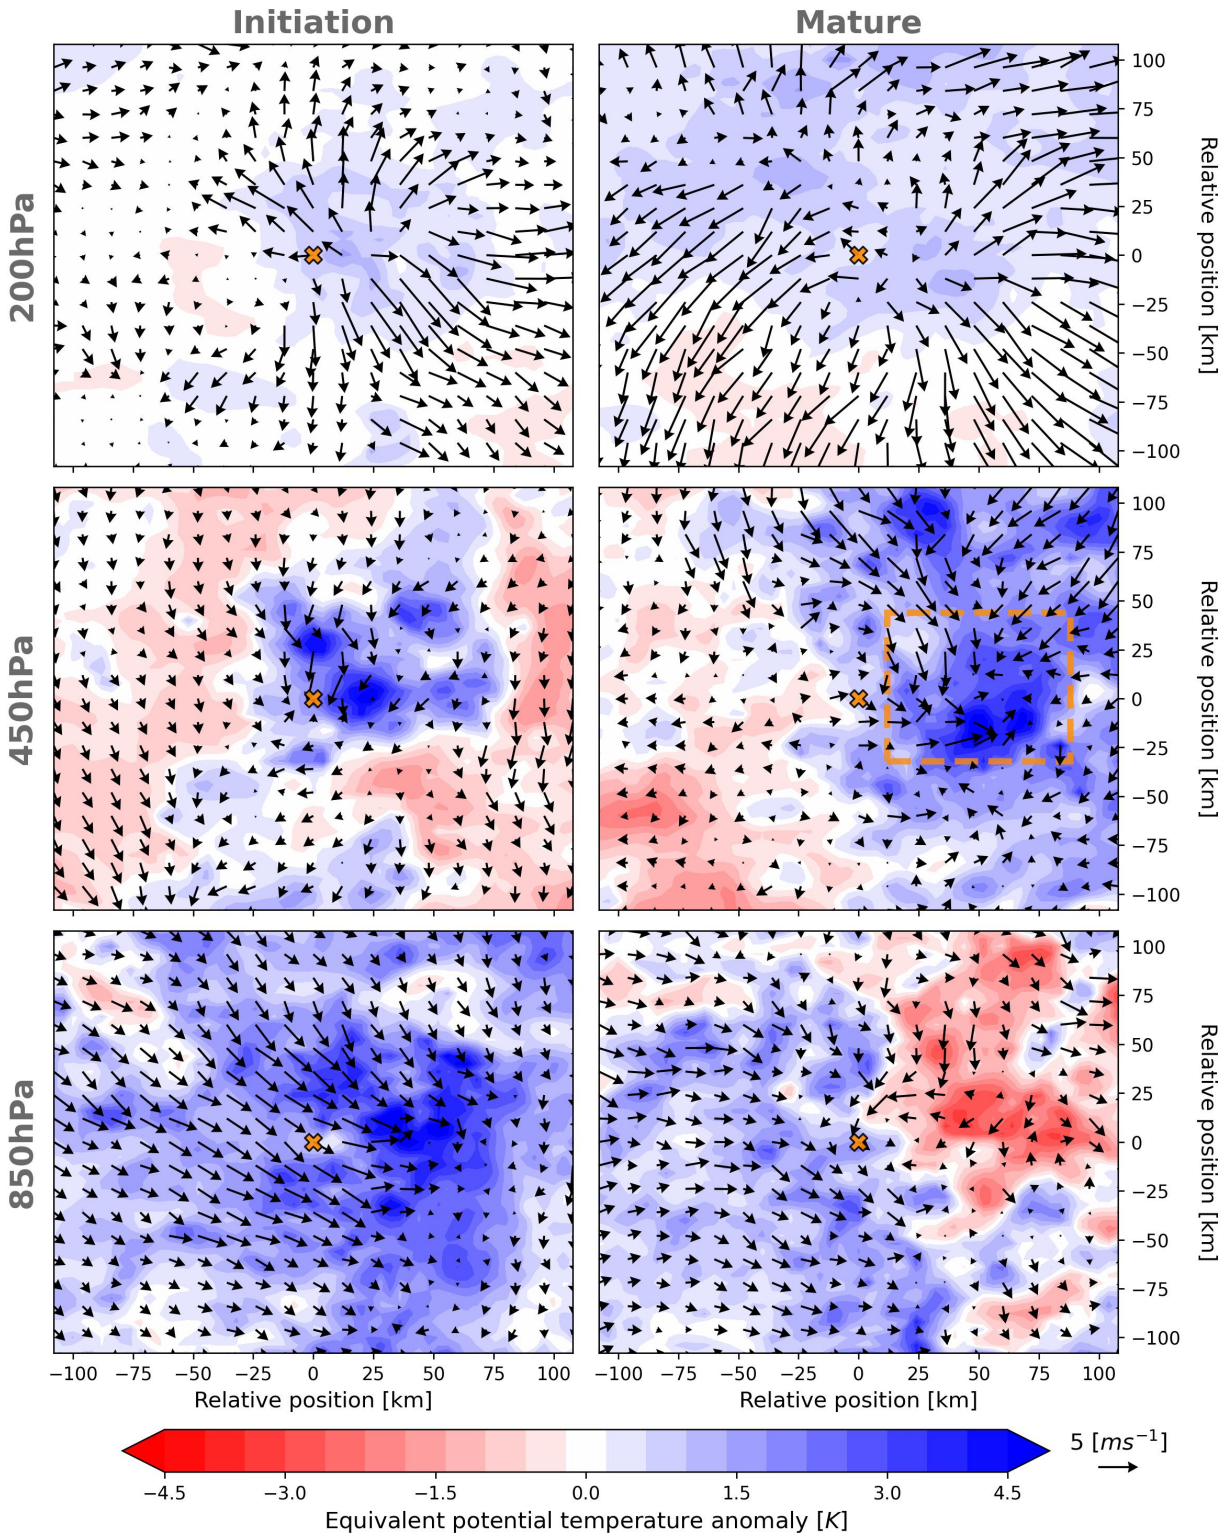 Initiation Mature
200hPa
100
75
50
25
0
−25
−50
−75
−100
Relative position [km]
450hPa
100
75
50
25
0
−25
−50
−75
−100
Relative position [km]
850hPa
100
75
50
25
0
−25
−50
−75
−100
Relative position [km]
−100 −75 −50 −25 0 25 50 75 100 −100 −75 −50 −25 0 25 50 75 100
Relative position [km] Relative position [km]
5 [ms⁻¹]
−4.5 −3.0 −1.5 0.0 1.5 3.0 4.5
Equivalent potential temperature anomaly [K]